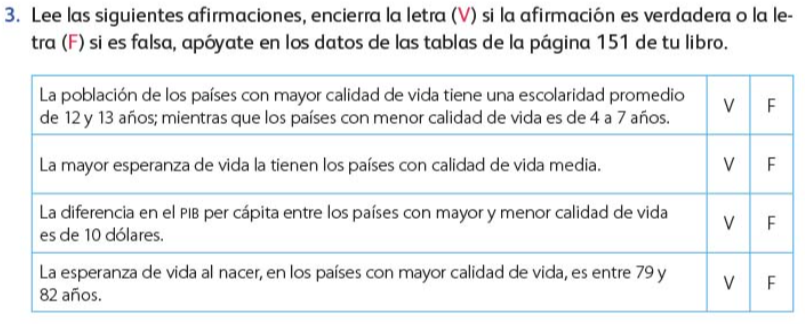 3. Lee las siguientes afirmaciones, encierra la letra (V) si la afirmación es verdadera o la le-
tra (F) si es falsa, apóyate en los datos de las tablas de la página 151 de tu libro.
La población de los países con mayor calidad de vida tiene una escolaridad promedio
de 12 y 13 años; mientras que los países con menor calidad de vida es de 4 a 7 años.
V F
La mayor esperanza de vida la tienen los países con calidad de vida media.
V F
La diferencia en el PIB per cápita entre los países con mayor y menor calidad de vida
es de 10 dólares.
V F
La esperanza de vida al nacer, en los países con mayor calidad de vida, es entre 79 y
82 años.
V F